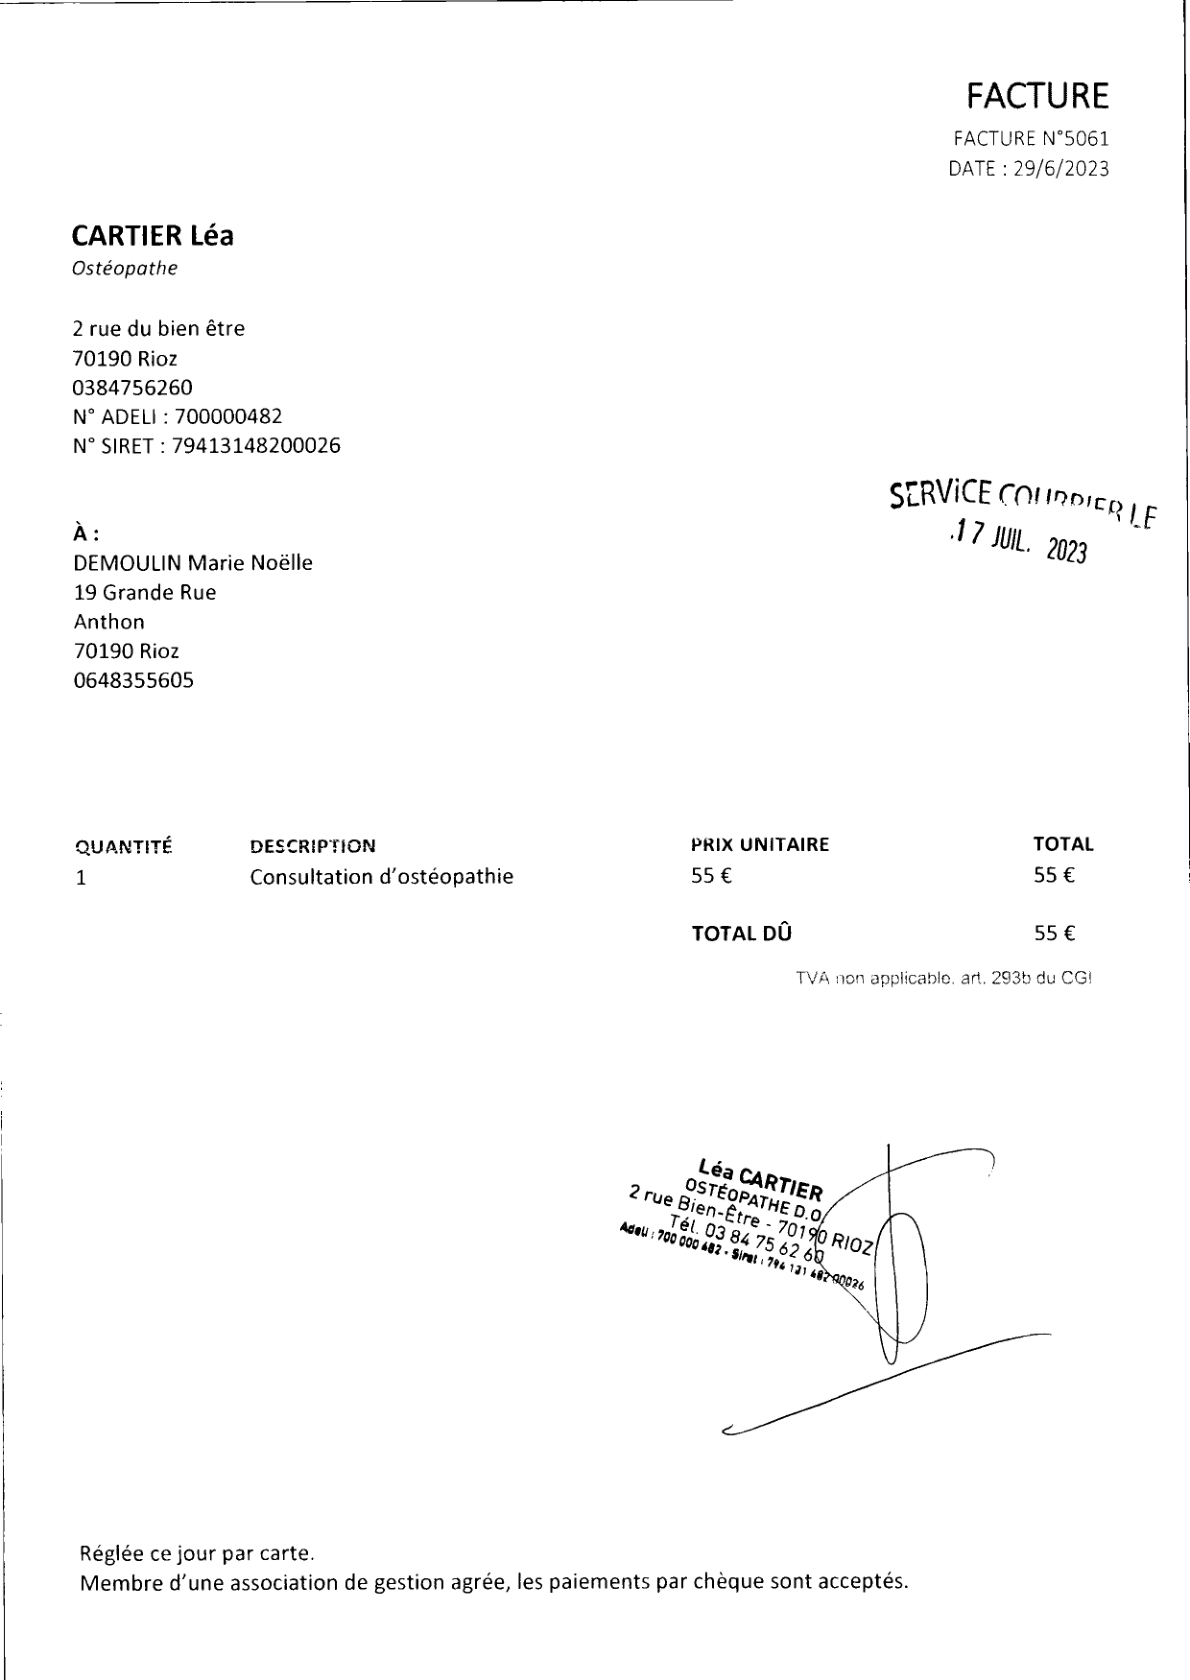 FACTURE
FACTURE N°5061
DATE : 29/6/2023
CARTIER Léa
Ostéopathe
2 rue du bien être
70190 Rioz
0384756260
N° ADELI : 700000482
N° SIRET : 79413148200026
SERVICE COURRIER LE
17 JUIL. 2023
À :
DEMOULIN Marie Noëlle
19 Grande Rue
Anthon
70190 Rioz
0648355605
QUANTITÉ DESCRIPTION PRIX UNITAIRE TOTAL
1 Consultation d'ostéopathie 55 € 55 €
TOTAL DÛ 55 €
TVA non applicable, art. 293b du CGI
Léa CARTIER
OSTÉOPATHE D.O
2 rue Bien-Être - 70190 RIOZ
Tél. 03 84 75 62 60
Adeli : 700 000 482 - Siret : 794 131 482 00026
Réglée ce jour par carte.
Membre d'une association de gestion agrée, les paiements par chèque sont acceptés.